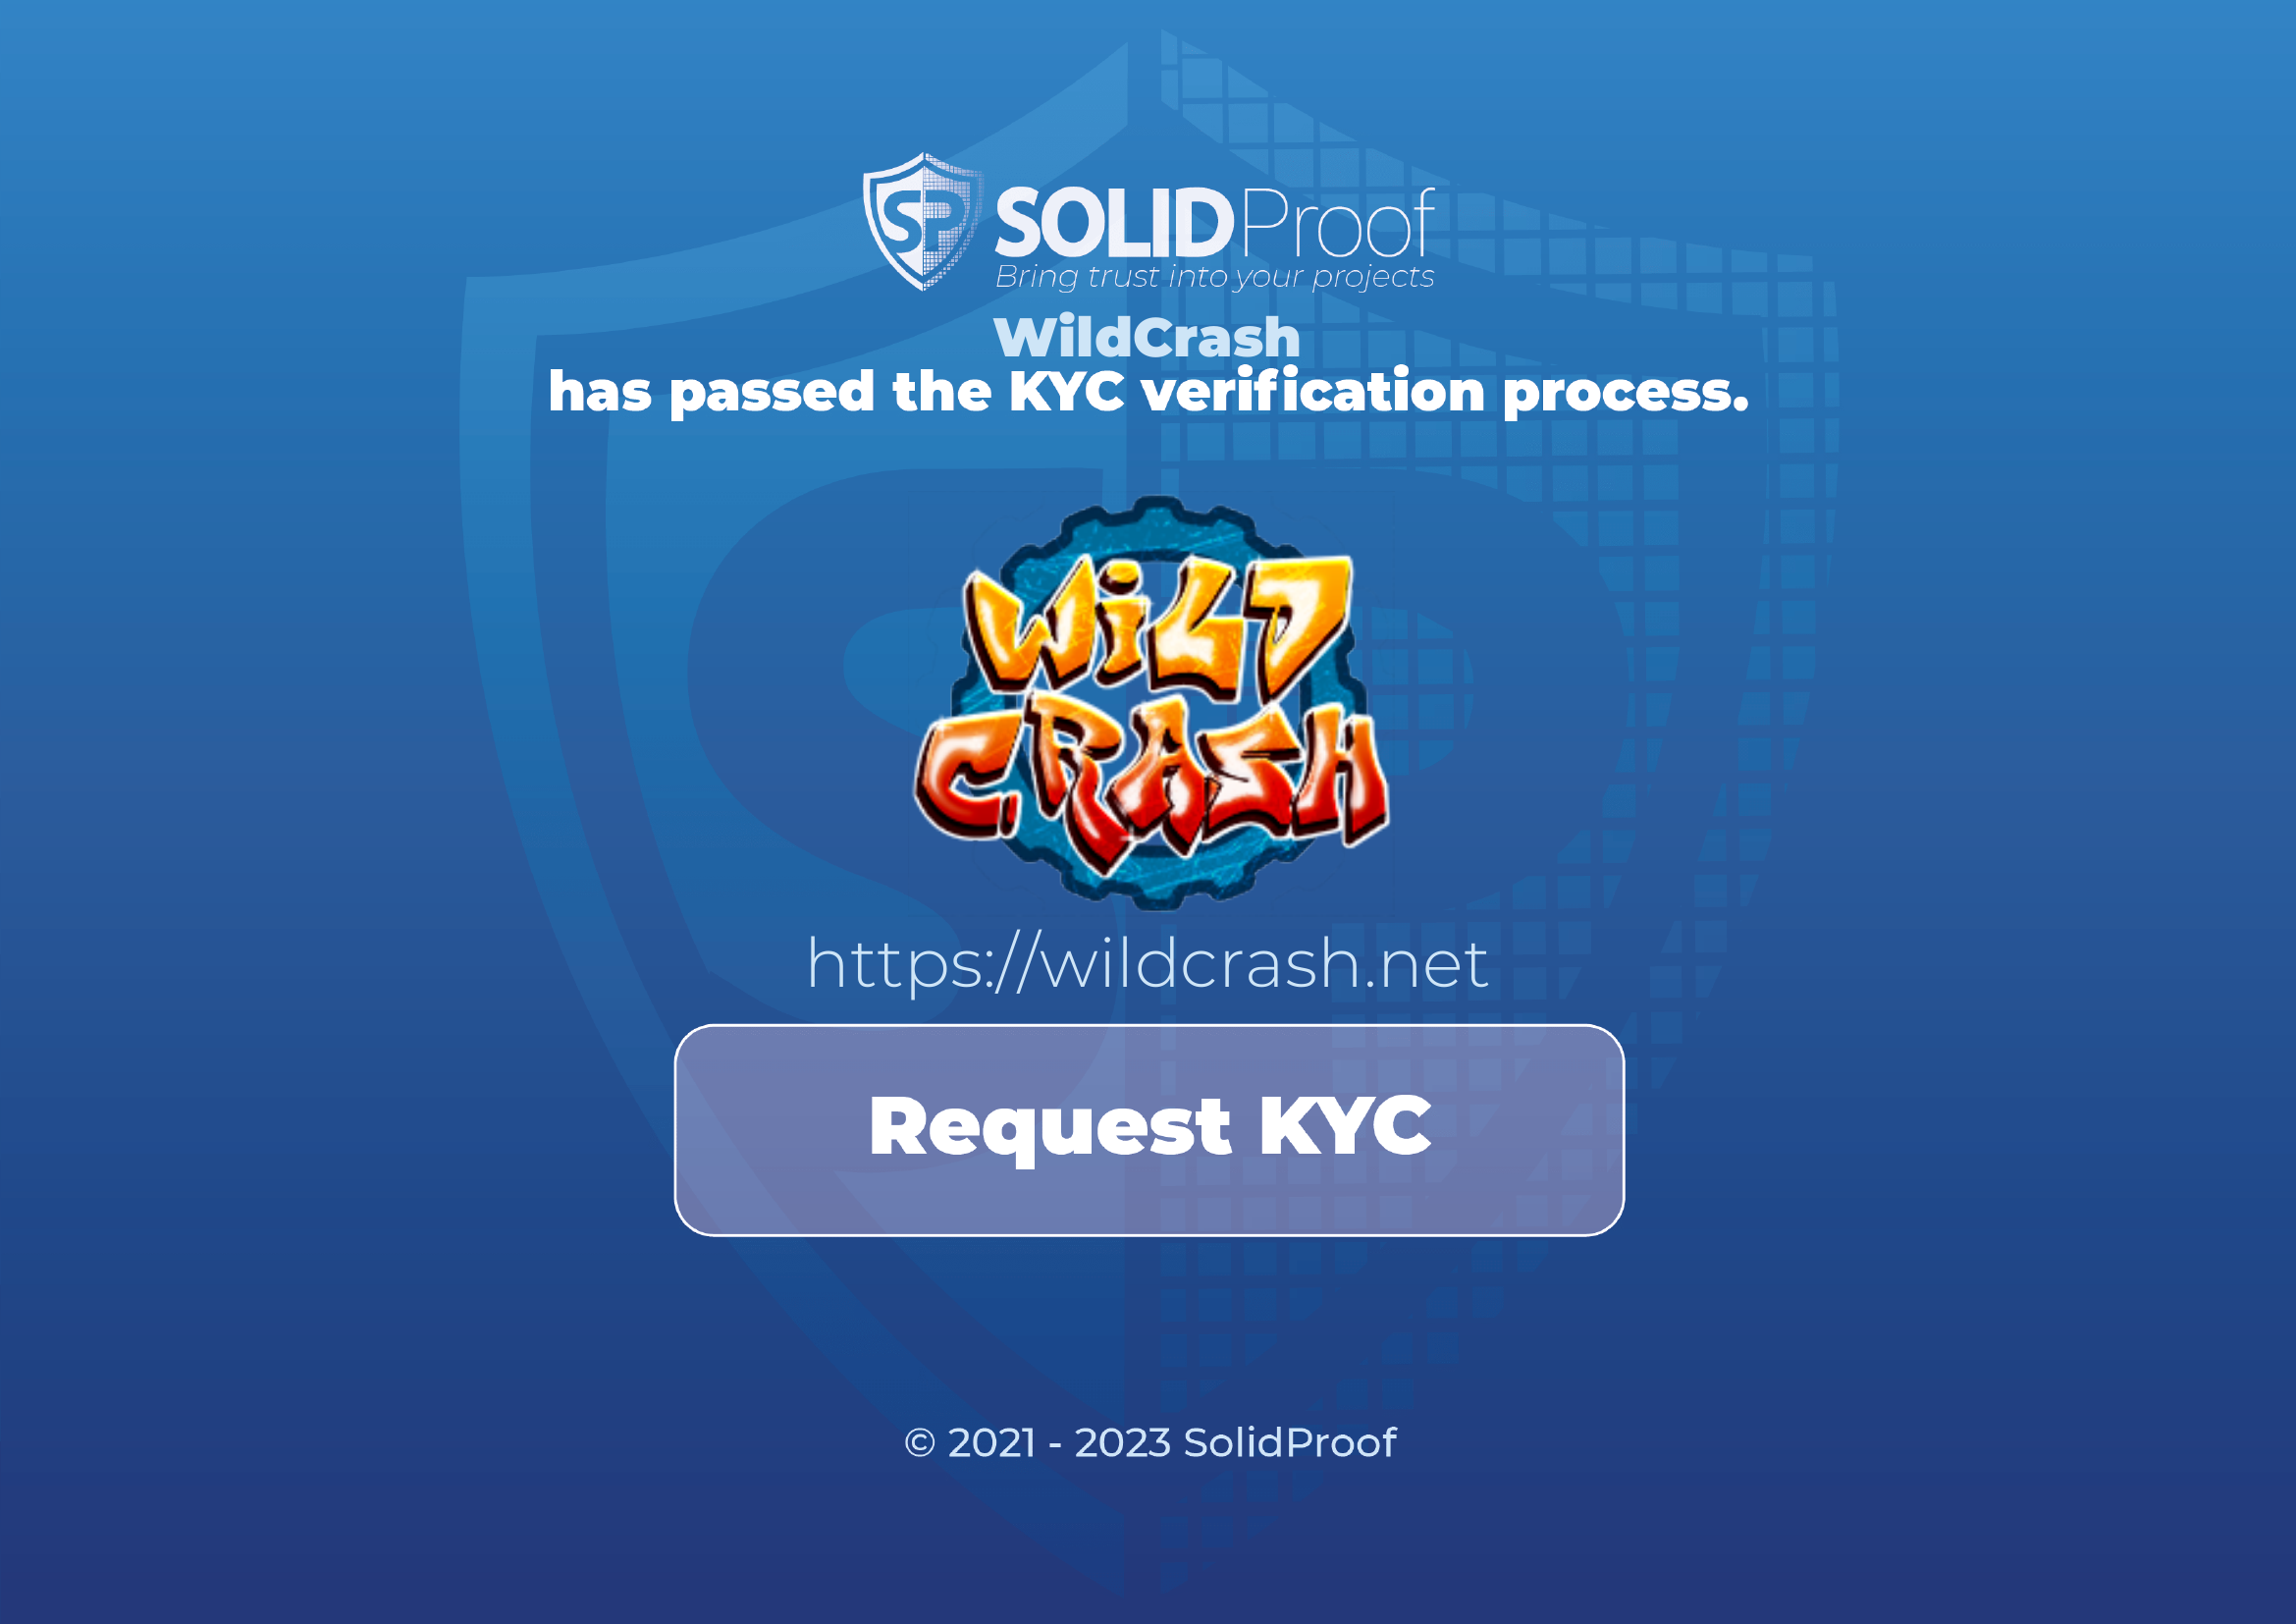 SP SOLIDProof
Bring trust into your projects
WildCrash
has passed the KYC verification process.
WiLD
CRASH
https://wildcrash.net
Request KYC
© 2021 - 2023 SolidProof